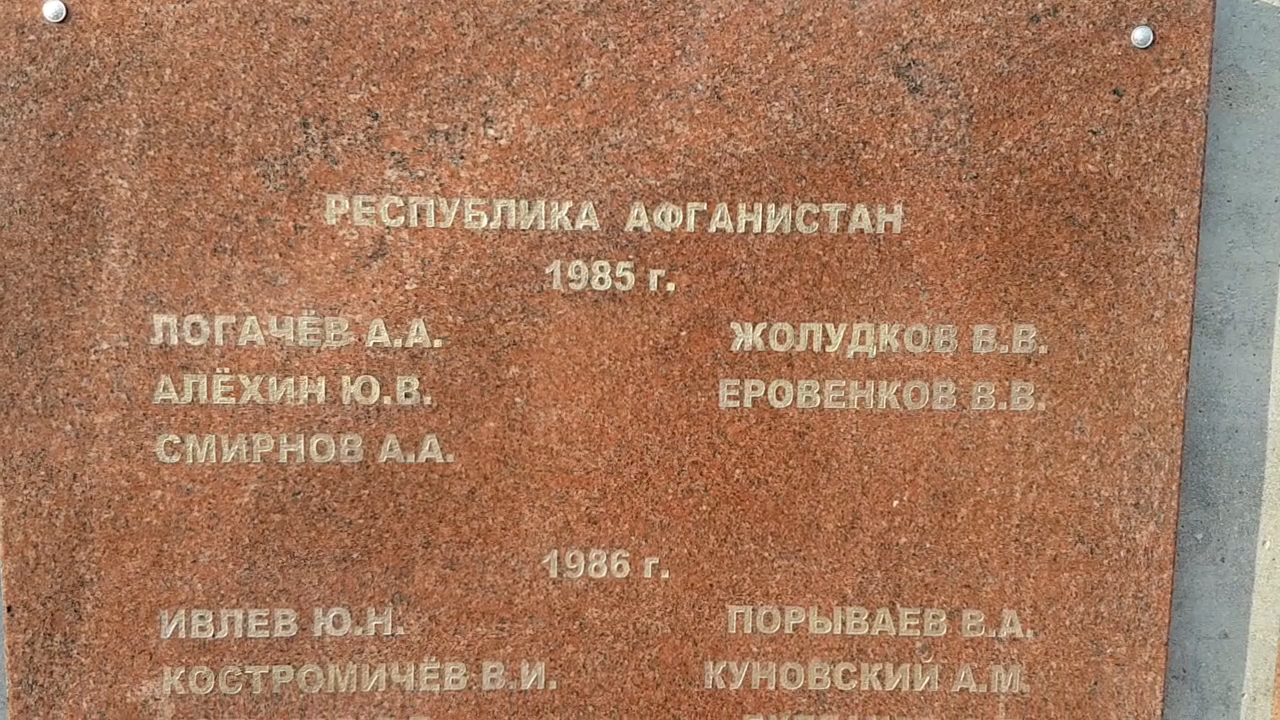 РЕСПУБЛИКА АФГАНИСТАН
1985 г.
ЛОГАЧЁВ А.А. ЖОЛУДКОВ В.В.
АЛЁХИН Ю.В. ЕРОВЕНКОВ В.В.
СМИРНОВ А.А.
1986 г.
ИВЛЕВ Ю.Н. ПОРЫВАЕВ В.А.
КОСТРОМИЧЁВ В.И. КУНОВСКИЙ А.М.